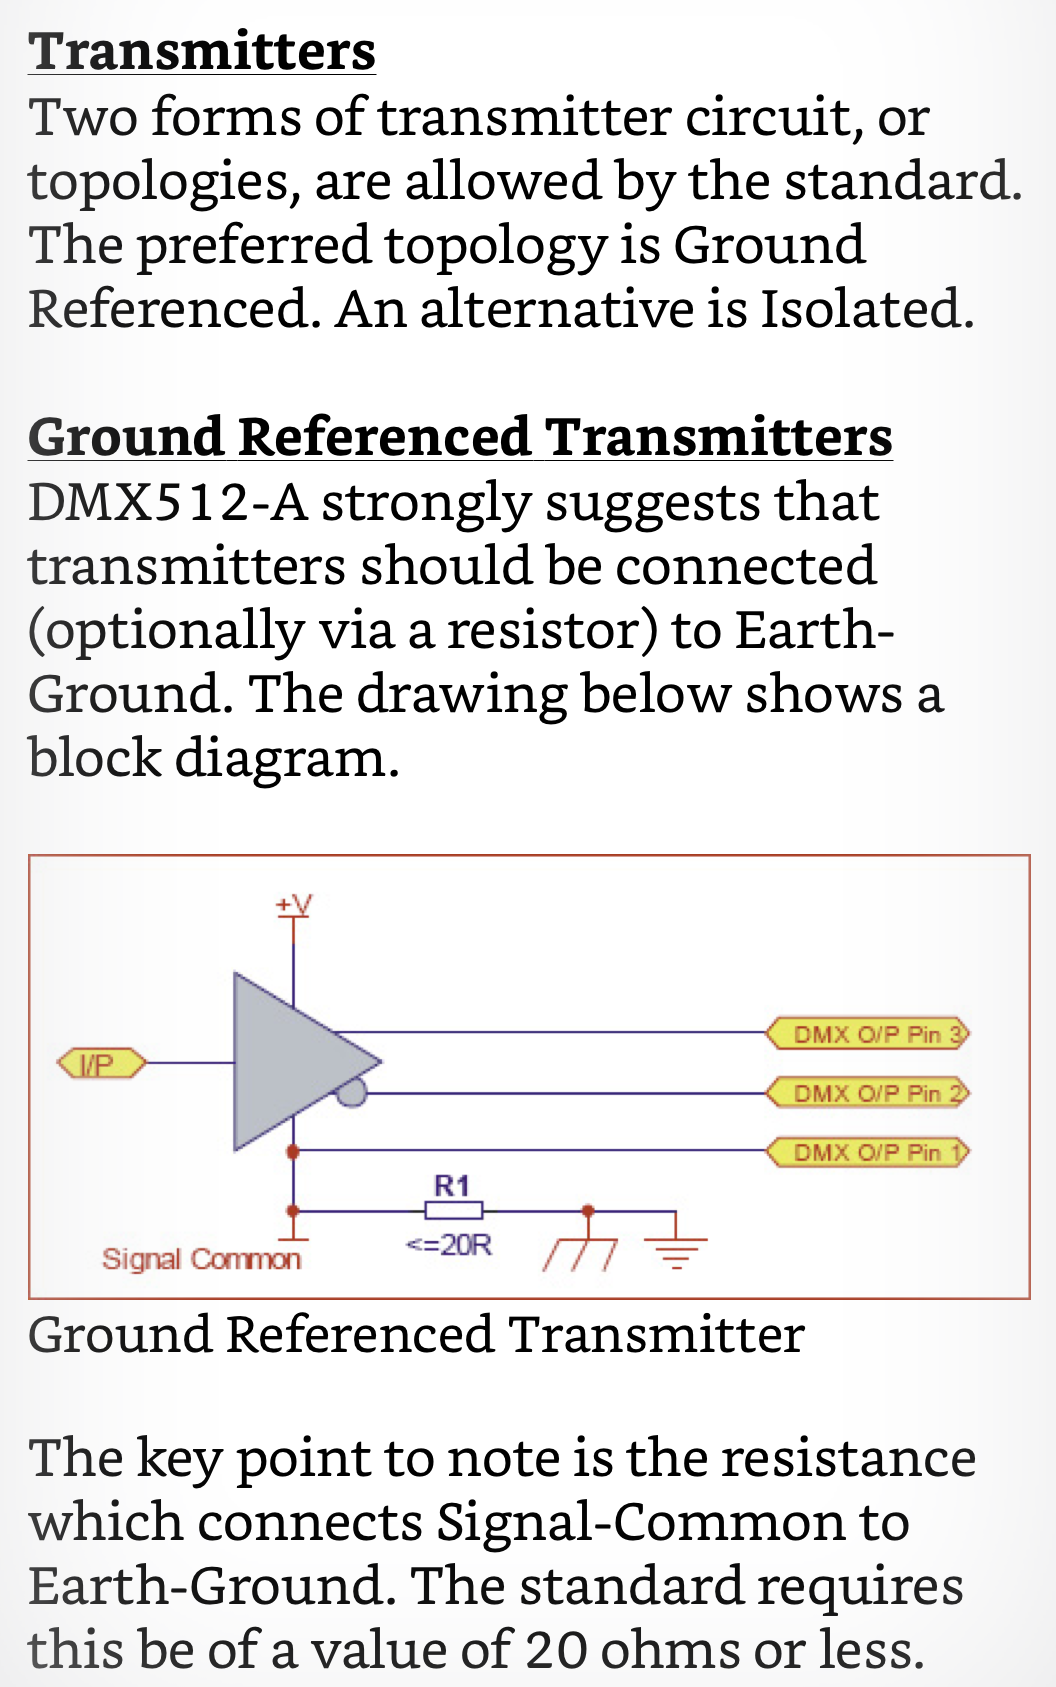 Transmitters
Two forms of transmitter circuit, or
topologies, are allowed by the standard.
The preferred topology is Ground
Referenced. An alternative is Isolated.
Ground Referenced Transmitters
DMX512-A strongly suggests that
transmitters should be connected
(optionally via a resistor) to Earth-
Ground. The drawing below shows a
block diagram.
+V
DMX O/P Pin 3
I/P
DMX O/P Pin 2
DMX O/P Pin 1
R1
<=20R
Signal Common
Ground Referenced Transmitter
The key point to note is the resistance
which connects Signal-Common to
Earth-Ground. The standard requires
this be of a value of 20 ohms or less.